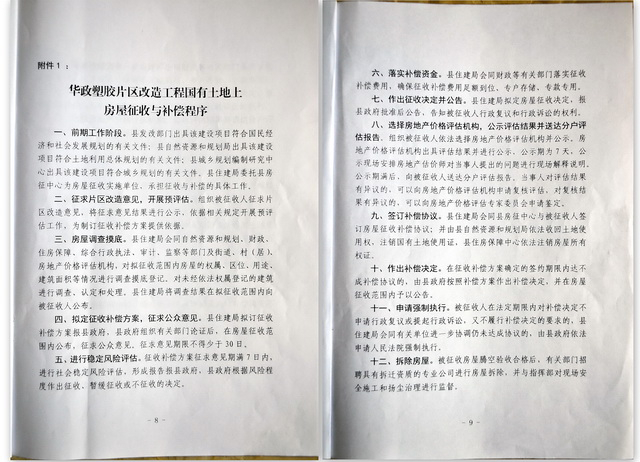 附件1：
华政塑胶片区改造工程国有土地上
房屋征收与补偿程序
一、前期工作阶段。县发改部门出具该建设项目符合国民经
济和社会发展规划的有关文件；县自然资源和规划局出具该建设
项目符合土地利用总体规划的有关文件；县城乡规划编制研究中
心出具该建设项目符合城乡规划的有关文件。县住建局委托县房
征中心为房屋征收实施单位，承担征收与补偿的具体工作。
二、征求片区改造意见，开展预评估。组织被征收人征求片
区改造意见，将征求意见结果进行公示，依据相关规定开展预评
估工作，为制订征收补偿方案提供依据。
三、房屋调查摸底。县住建局会同自然资源和规划、财政、
住房保障、综合行政执法、审计、监察等部门及街道、村（居）、
房地产价格评估机构，对拟征收范围内房屋的权属、区位、用途、
建筑面积等情况进行调查摸底登记，对未经依法权属登记的建筑
进行调查、认定和处理。县住建局将调查结果在拟征收范围内向
被征收人公布。
四、拟定征收补偿方案，征求公众意见。县住建局拟订征收
补偿方案报县政府，县政府组织有关部门论证后，在房屋征收范
围内公布，征求公众意见。征求意见期限不得少于30日。
五、进行稳定风险评估。征收补偿方案征求意见期满7日内，
进行社会稳定风险评估，形成报告报县政府，县政府根据风险程
度作出征收、暂缓征收或不征收的决定。
- 8 -
六、落实补偿资金。县住建局会同财政等有关部门落实征收
补偿费用，确保征收补偿费用足额到位、专户存储、专款专用。
七、作出征收决定并公告。县住建局拟定房屋征收决定，报
县政府批准后公告，告知被征收人行政复议和行政诉讼的权利。
八、选择房地产价格评估机构，公示评估结果并送达分户评
估报告。组织被征收人依法选择房地产价格评估机构并公示。房
地产价格评估机构出具评估结果并进行公示，公示期为7天，公
示现场安排房地产估价师对当事人提出的问题进行现场解释说明。
公示期满后，向被征收人送达分户评估报告。当事人对评估结果
有异议的，可以向房地产价格评估机构申请复核评估。对复核结
果有异议的，可以向房地产价格评估专家委员会申请鉴定。
九、签订补偿协议。县住建局会同县房征中心与被征收人签
订房屋征收补偿协议；并由县自然资源和规划局依法收回土地使
用权，注销国有土地使用证，县住房保障中心依法注销房屋所有
权证。
十、作出补偿决定。在征收补偿方案确定的签约期限内达不
成补偿协议的，由县政府按照补偿方案作出补偿决定，并在房屋
征收范围内予以公告。
十一、申请强制执行。被征收人在法定期限内对补偿决定不
申请行政复议或提起行政诉讼，又不履行补偿决定的要求的，县
住建局会同有关单位进一步协调仍未达成协议的，由县政府依法
申请人民法院强制执行。
十二、拆除房屋。被征收房屋腾空验收合格后，有关部门招
聘具有拆迁资质的专业公司进行房屋拆除，并与指挥部对现场安
全施工和扬尘治理进行监督。
- 9 -